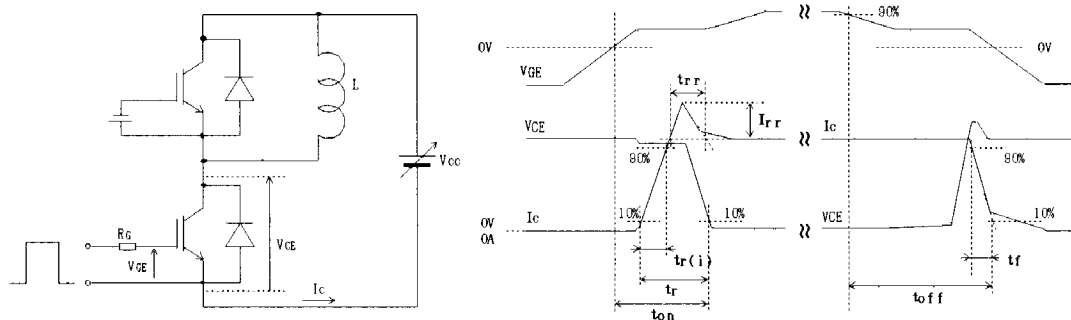 L
Vcc
RG
VGE
VCE
Ic
0V
VGE
90%
0V
trr
Irr
VCE
Ic
90%
90%
Ic
10%
10%
VCE
10%
0V
0A
tr(i)
tr
ton
tf
toff